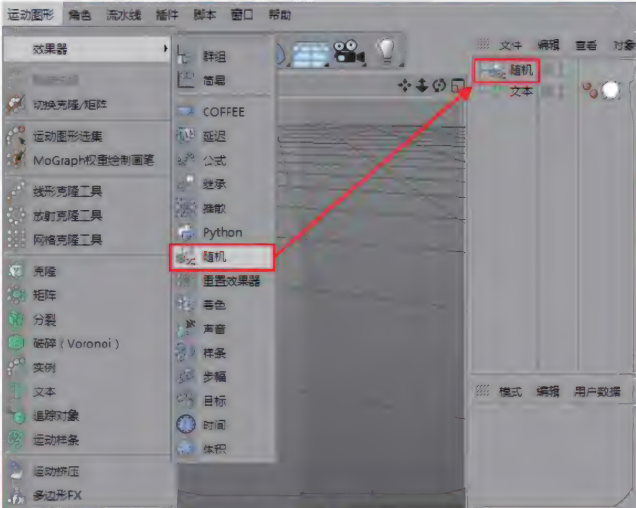 运动图形 角色 流水线 插件 脚本 窗口 帮助
文件 编辑 查看 对象
效果器
切换克隆/矩阵
运动图形选集
MoGraph权重绘制画笔
线形克隆工具
放射克隆工具
网格克隆工具
克隆
矩阵
分裂
破碎（Voronoi）
实例
文本
追踪对象
运动样条
运动挤压
多边形FX
群组
简易
COFFEE
延迟
公式
继承
推散
Python
随机
重置效果器
着色
声音
样条
步幅
目标
时间
体积
随机
文本
模式 编辑 用户数据